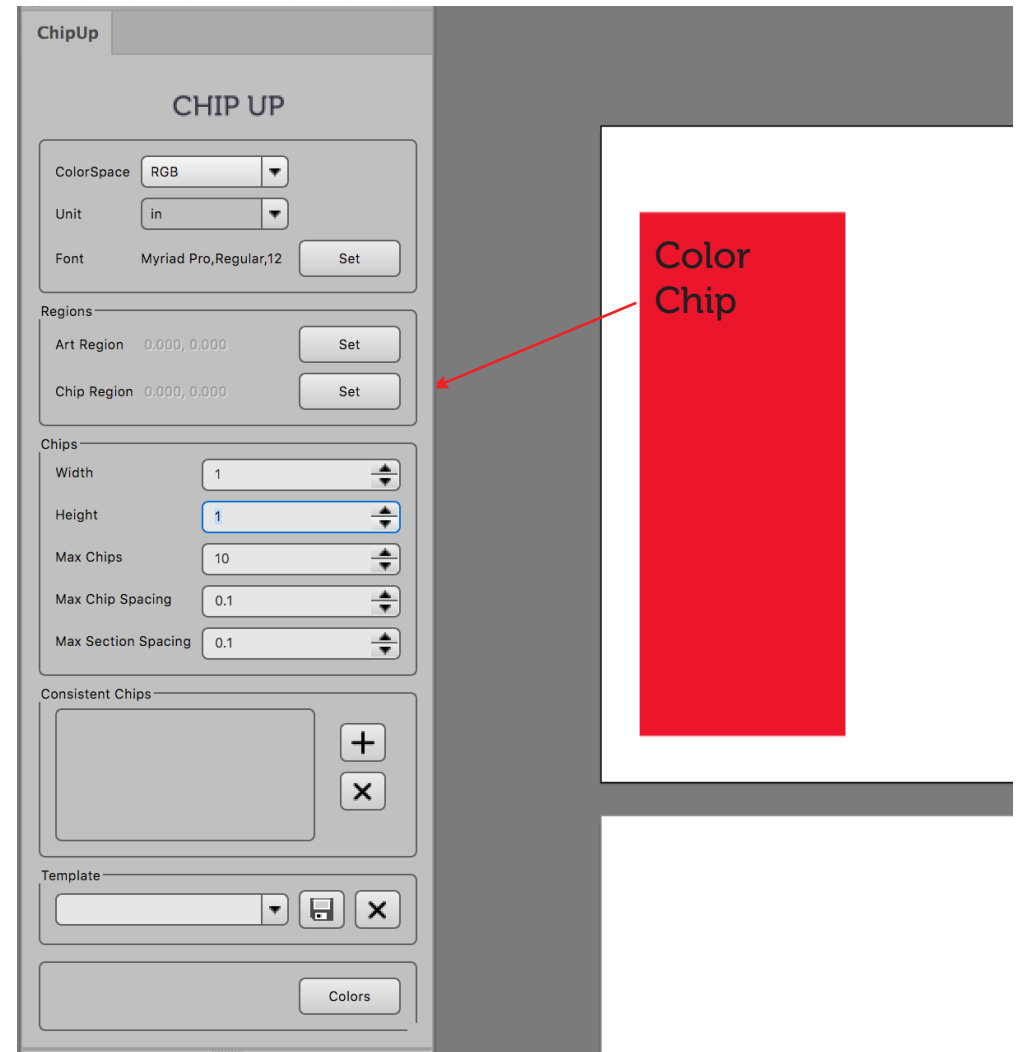 ChipUp
CHIP UP
ColorSpace RGB
Unit in
Font Myriad Pro,Regular,12 Set
Regions
Art Region 0.000, 0.000 Set
Chip Region 0.000, 0.000 Set
Chips
Width 1
Height 1
Max Chips 10
Max Chip Spacing 0.1
Max Section Spacing 0.1
Consistent Chips
Template
Colors
Color
Chip